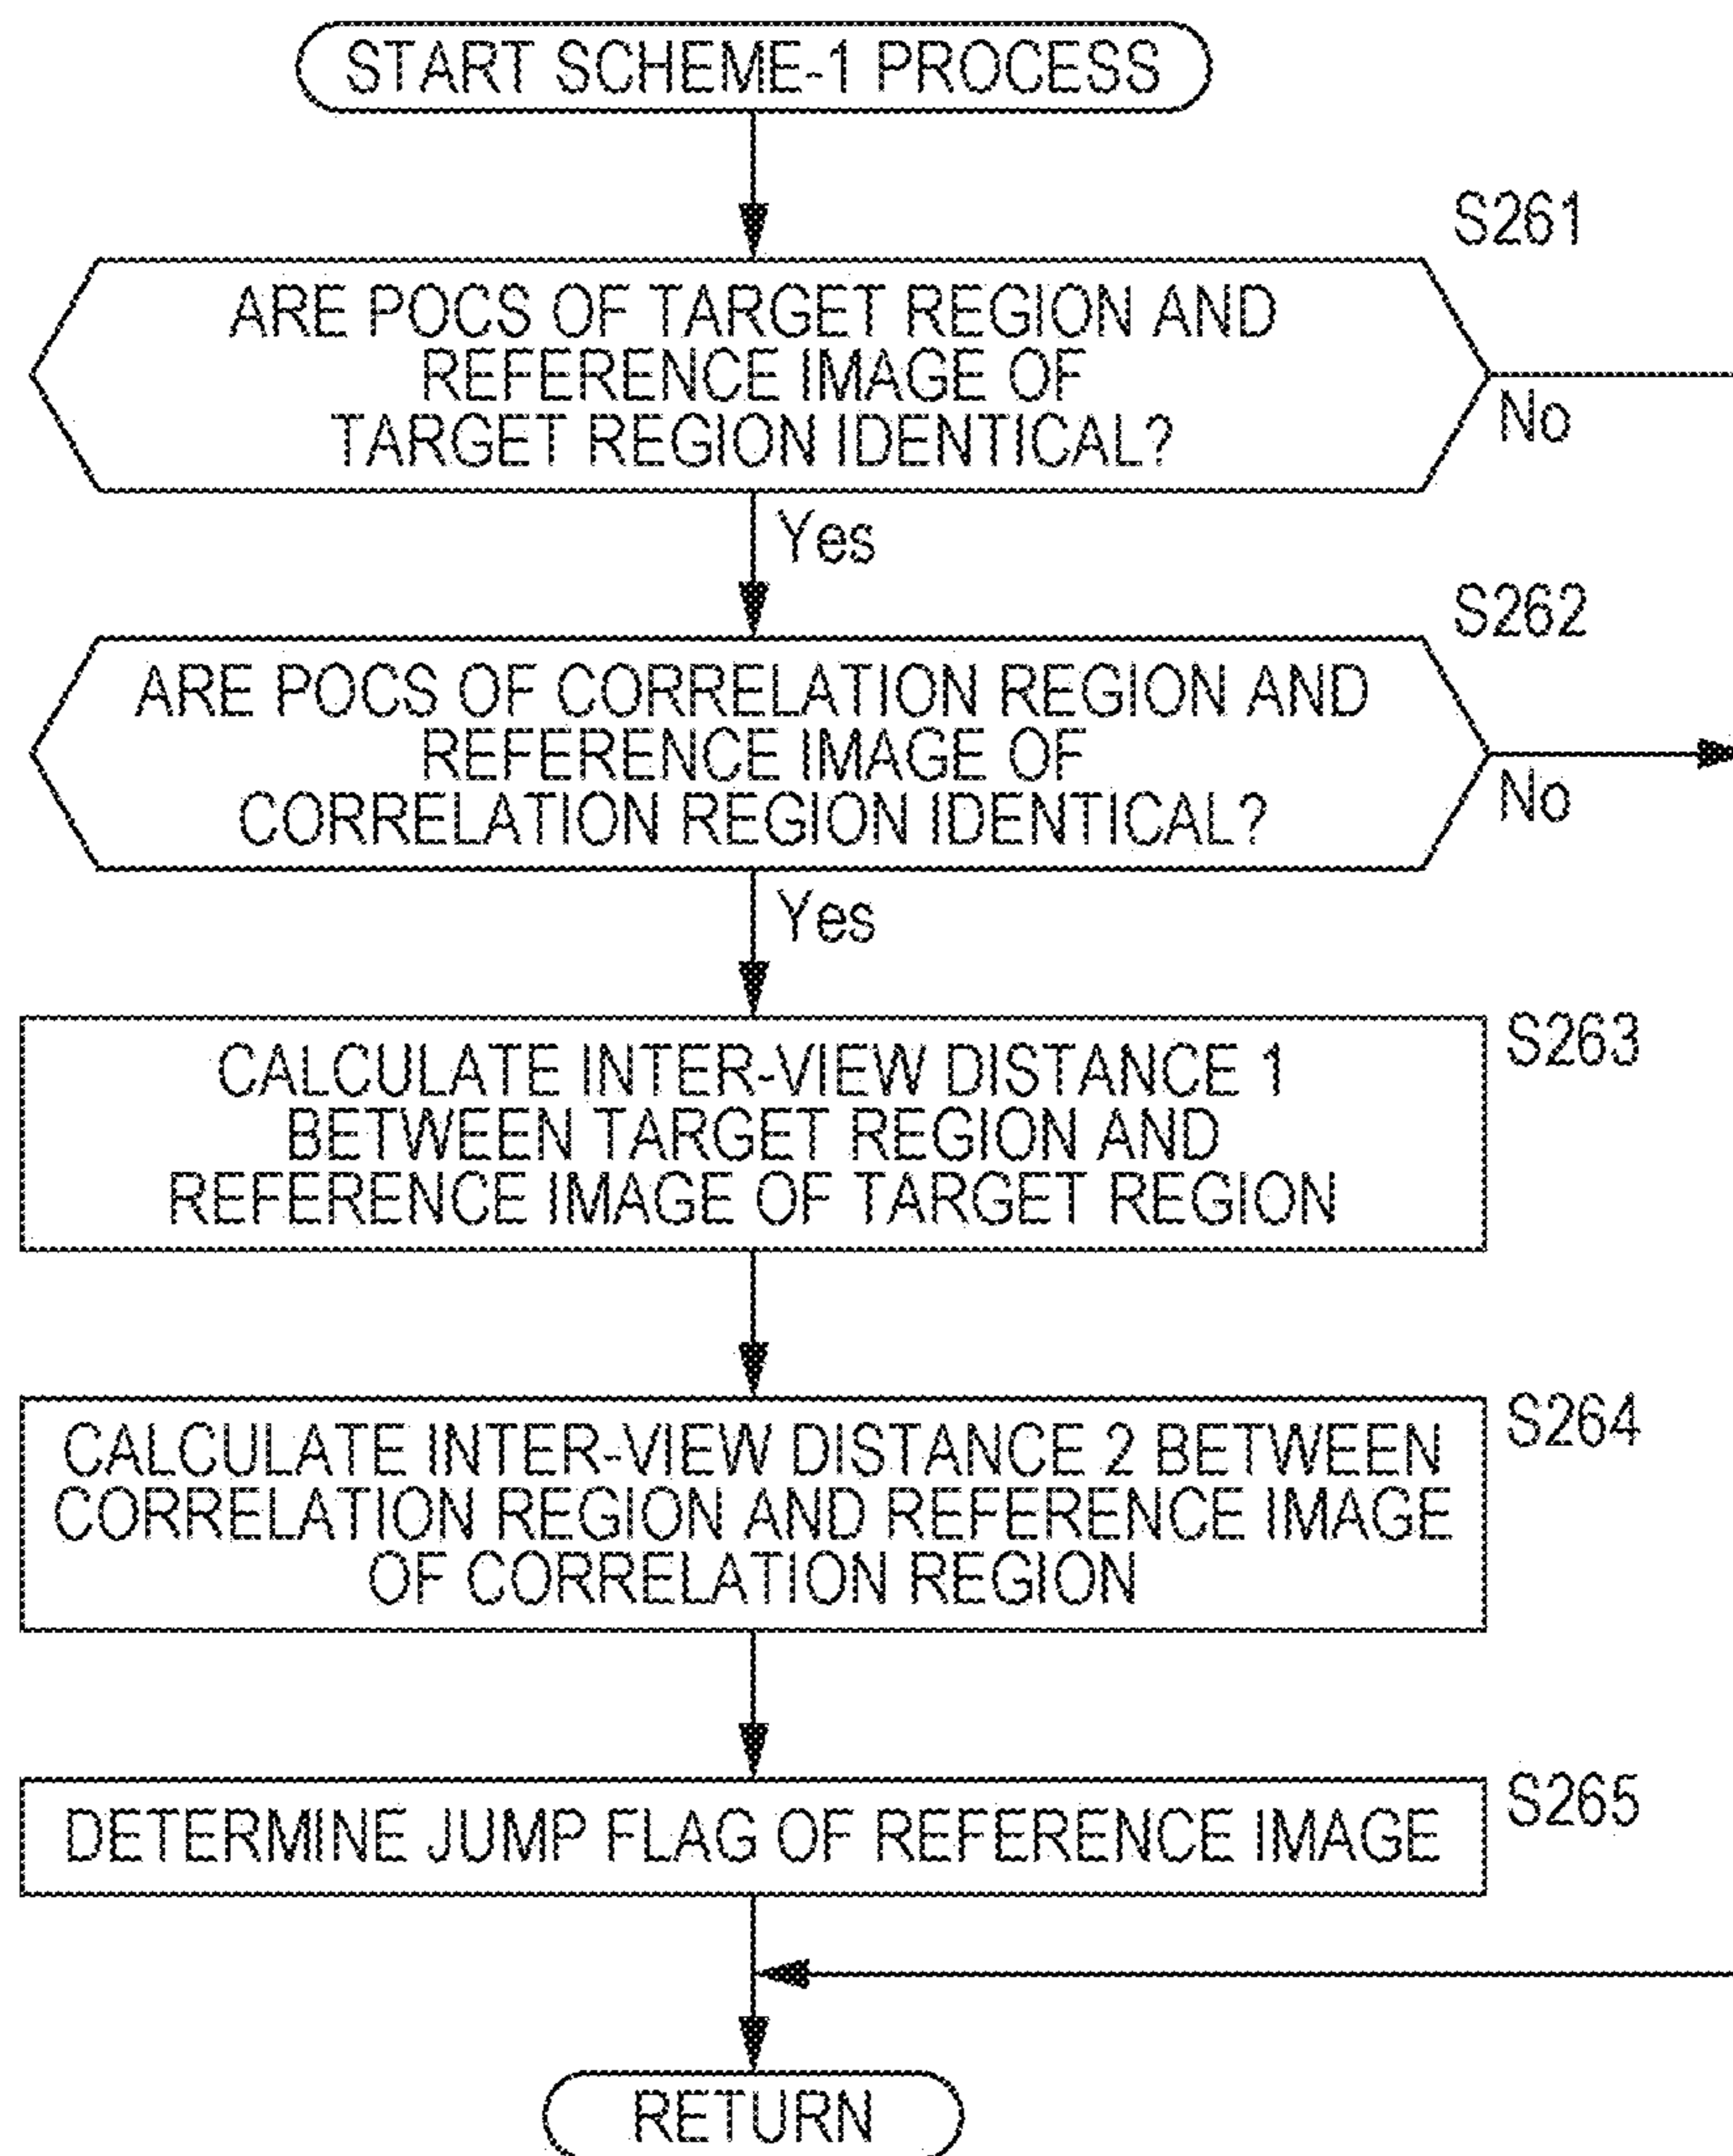 START SCHEME-1 PROCESS
S261
ARE POCS OF TARGET REGION AND
REFERENCE IMAGE OF
TARGET REGION IDENTICAL?
No
Yes
S262
ARE POCS OF CORRELATION REGION AND
REFERENCE IMAGE OF
CORRELATION REGION IDENTICAL?
No
Yes
S263
CALCULATE INTER-VIEW DISTANCE 1
BETWEEN TARGET REGION AND
REFERENCE IMAGE OF TARGET REGION
S264
CALCULATE INTER-VIEW DISTANCE 2 BETWEEN
CORRELATION REGION AND REFERENCE IMAGE
OF CORRELATION REGION
S265
DETERMINE JUMP FLAG OF REFERENCE IMAGE
RETURN